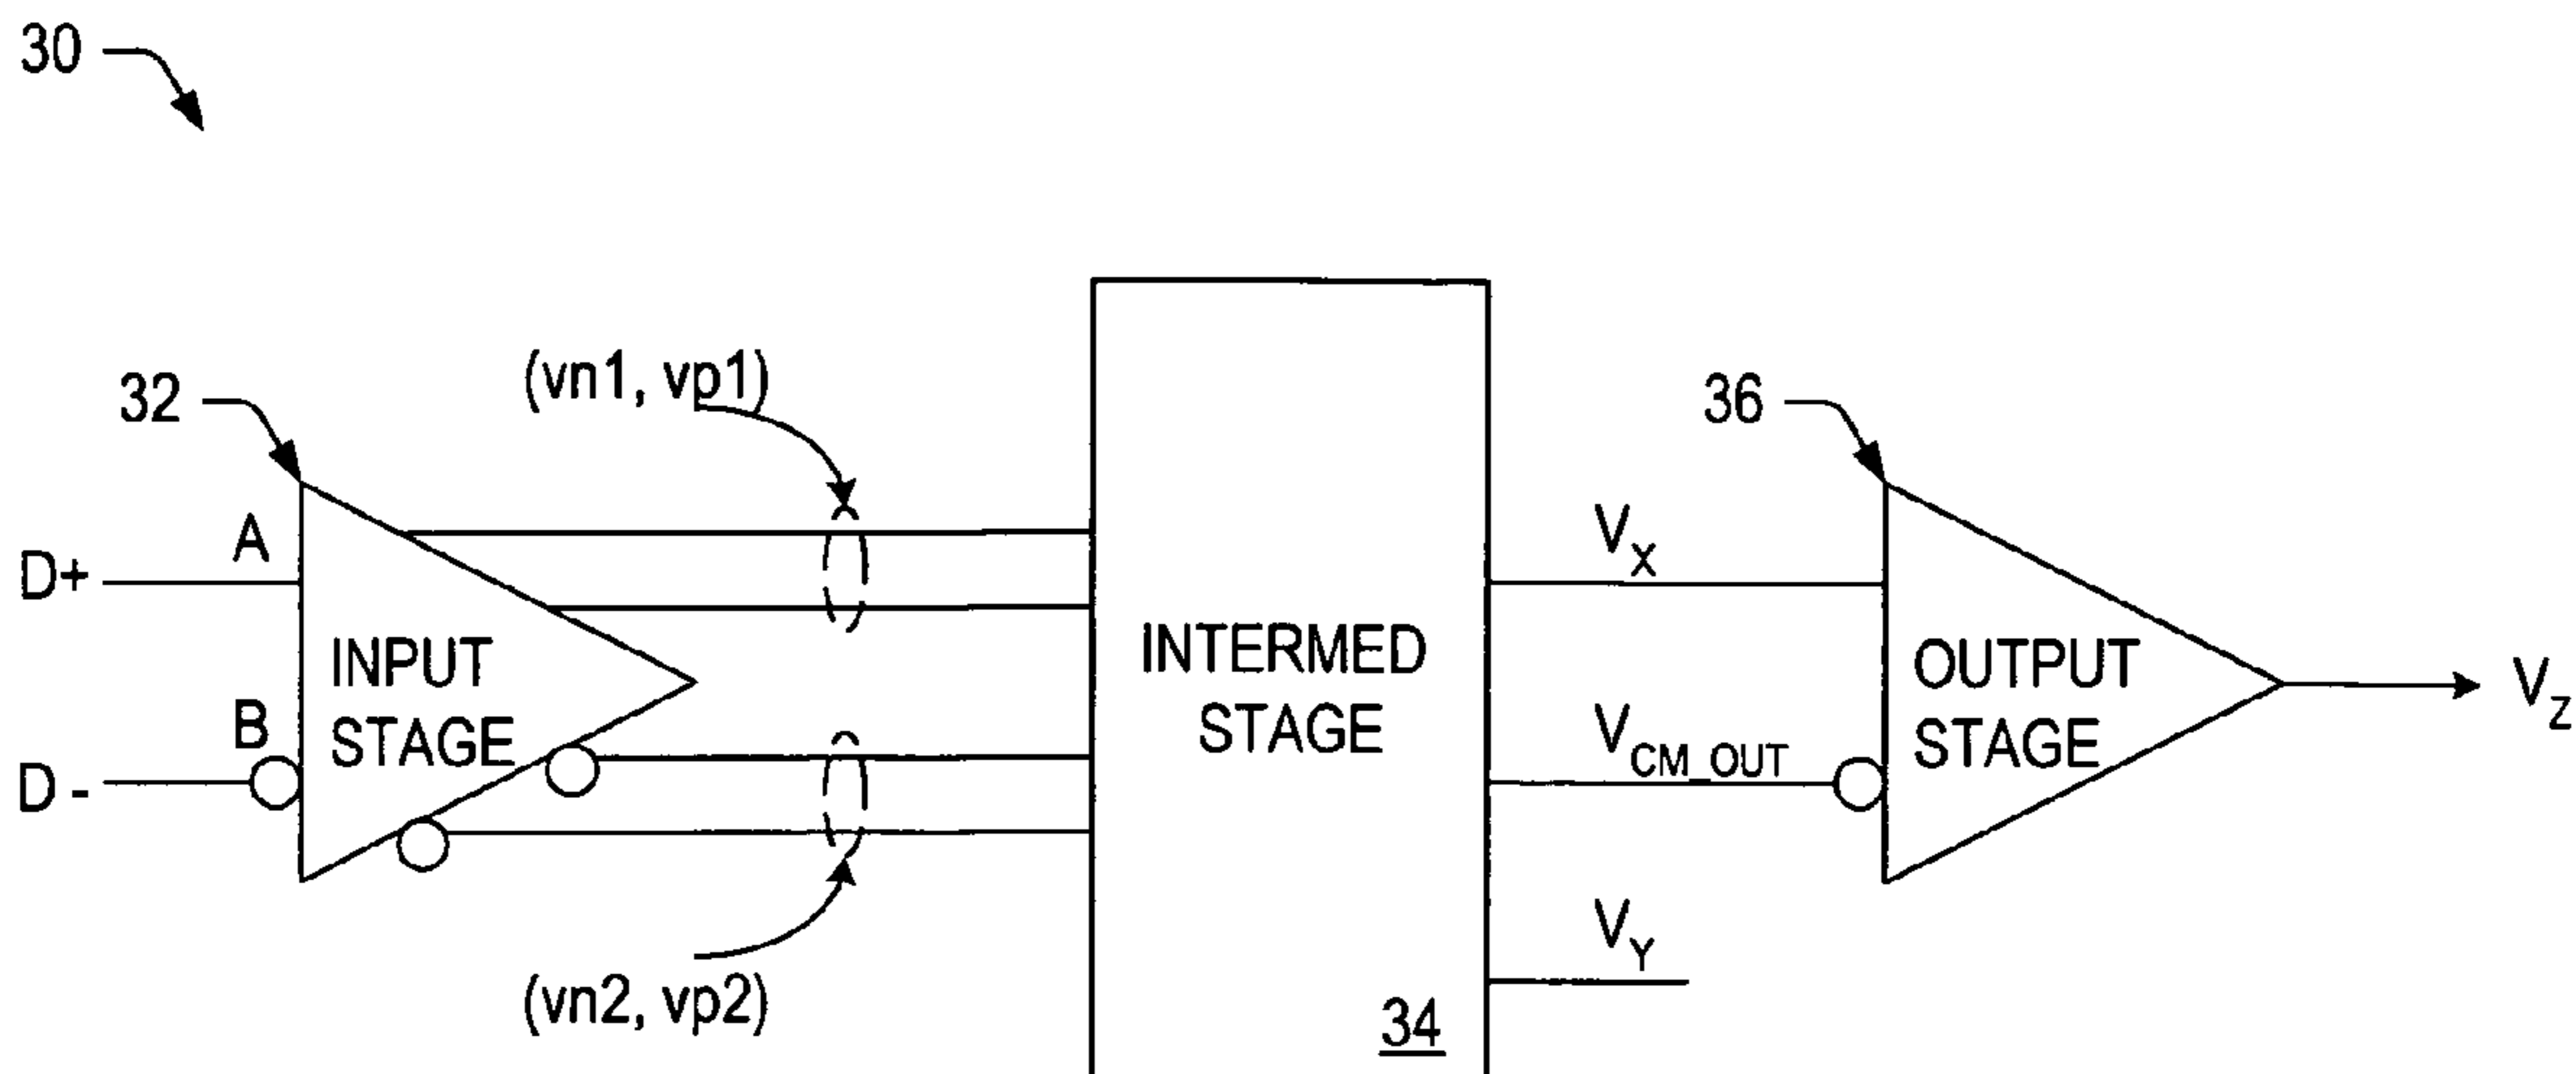 30
32
(vn1, vp1)
36
A
D+
B
D-
INPUT
STAGE
(vn2, vp2)
INTERMED
STAGE
34
VX
VCM_OUT
VY
OUTPUT
STAGE
VZ